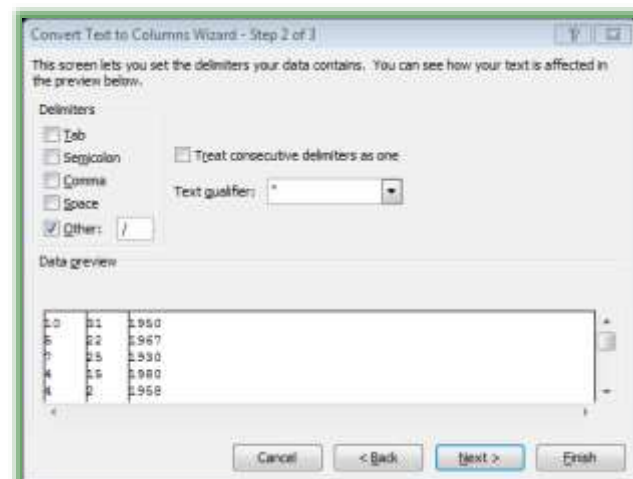 Convert Text to Columns Wizard - Step 2 of 3
This screen lets you set the delimiters your data contains. You can see how your text is affected in
the preview below.
Delimiters
Tab
Semicolon
Comma
Space
Other: /
Treat consecutive delimiters as one
Text qualifier: "
Data preview
10 31 1950
22 1967
25 1930
4 15 1980
4 2 1958
Cancel < Back Next > Finish